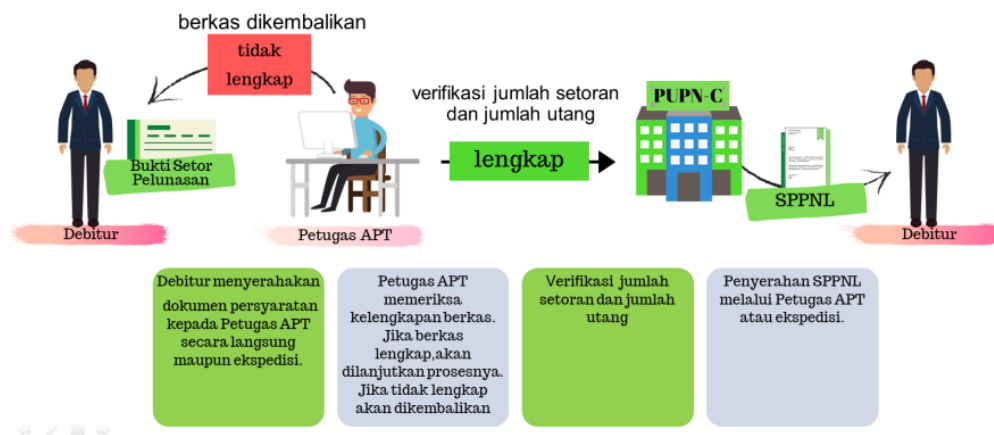 berkas dikembalikan
tidak
lengkap
verifikasi jumlah setoran
dan jumlah utang
PUPN-C
lengkap
Bukti Setor
Pelunasan
SPPNL
Debitur
Petugas APT
Debitur
Debitur menyerahakan
dokumen persyaratan
kepada Petugas APT
secara langsung
maupun ekspedisi.
Petugas APT
memeriksa
kelengkapan berkas.
Jika berkas
lengkap,akan
dilanjutkan prosesnya.
Jika tidak lengkap
akan dikembalikan
Verifikasi jumlah
setoran dan jumlah
utang
Penyerahan SPPNL
melalui Petugas APT
atau ekspedisi.